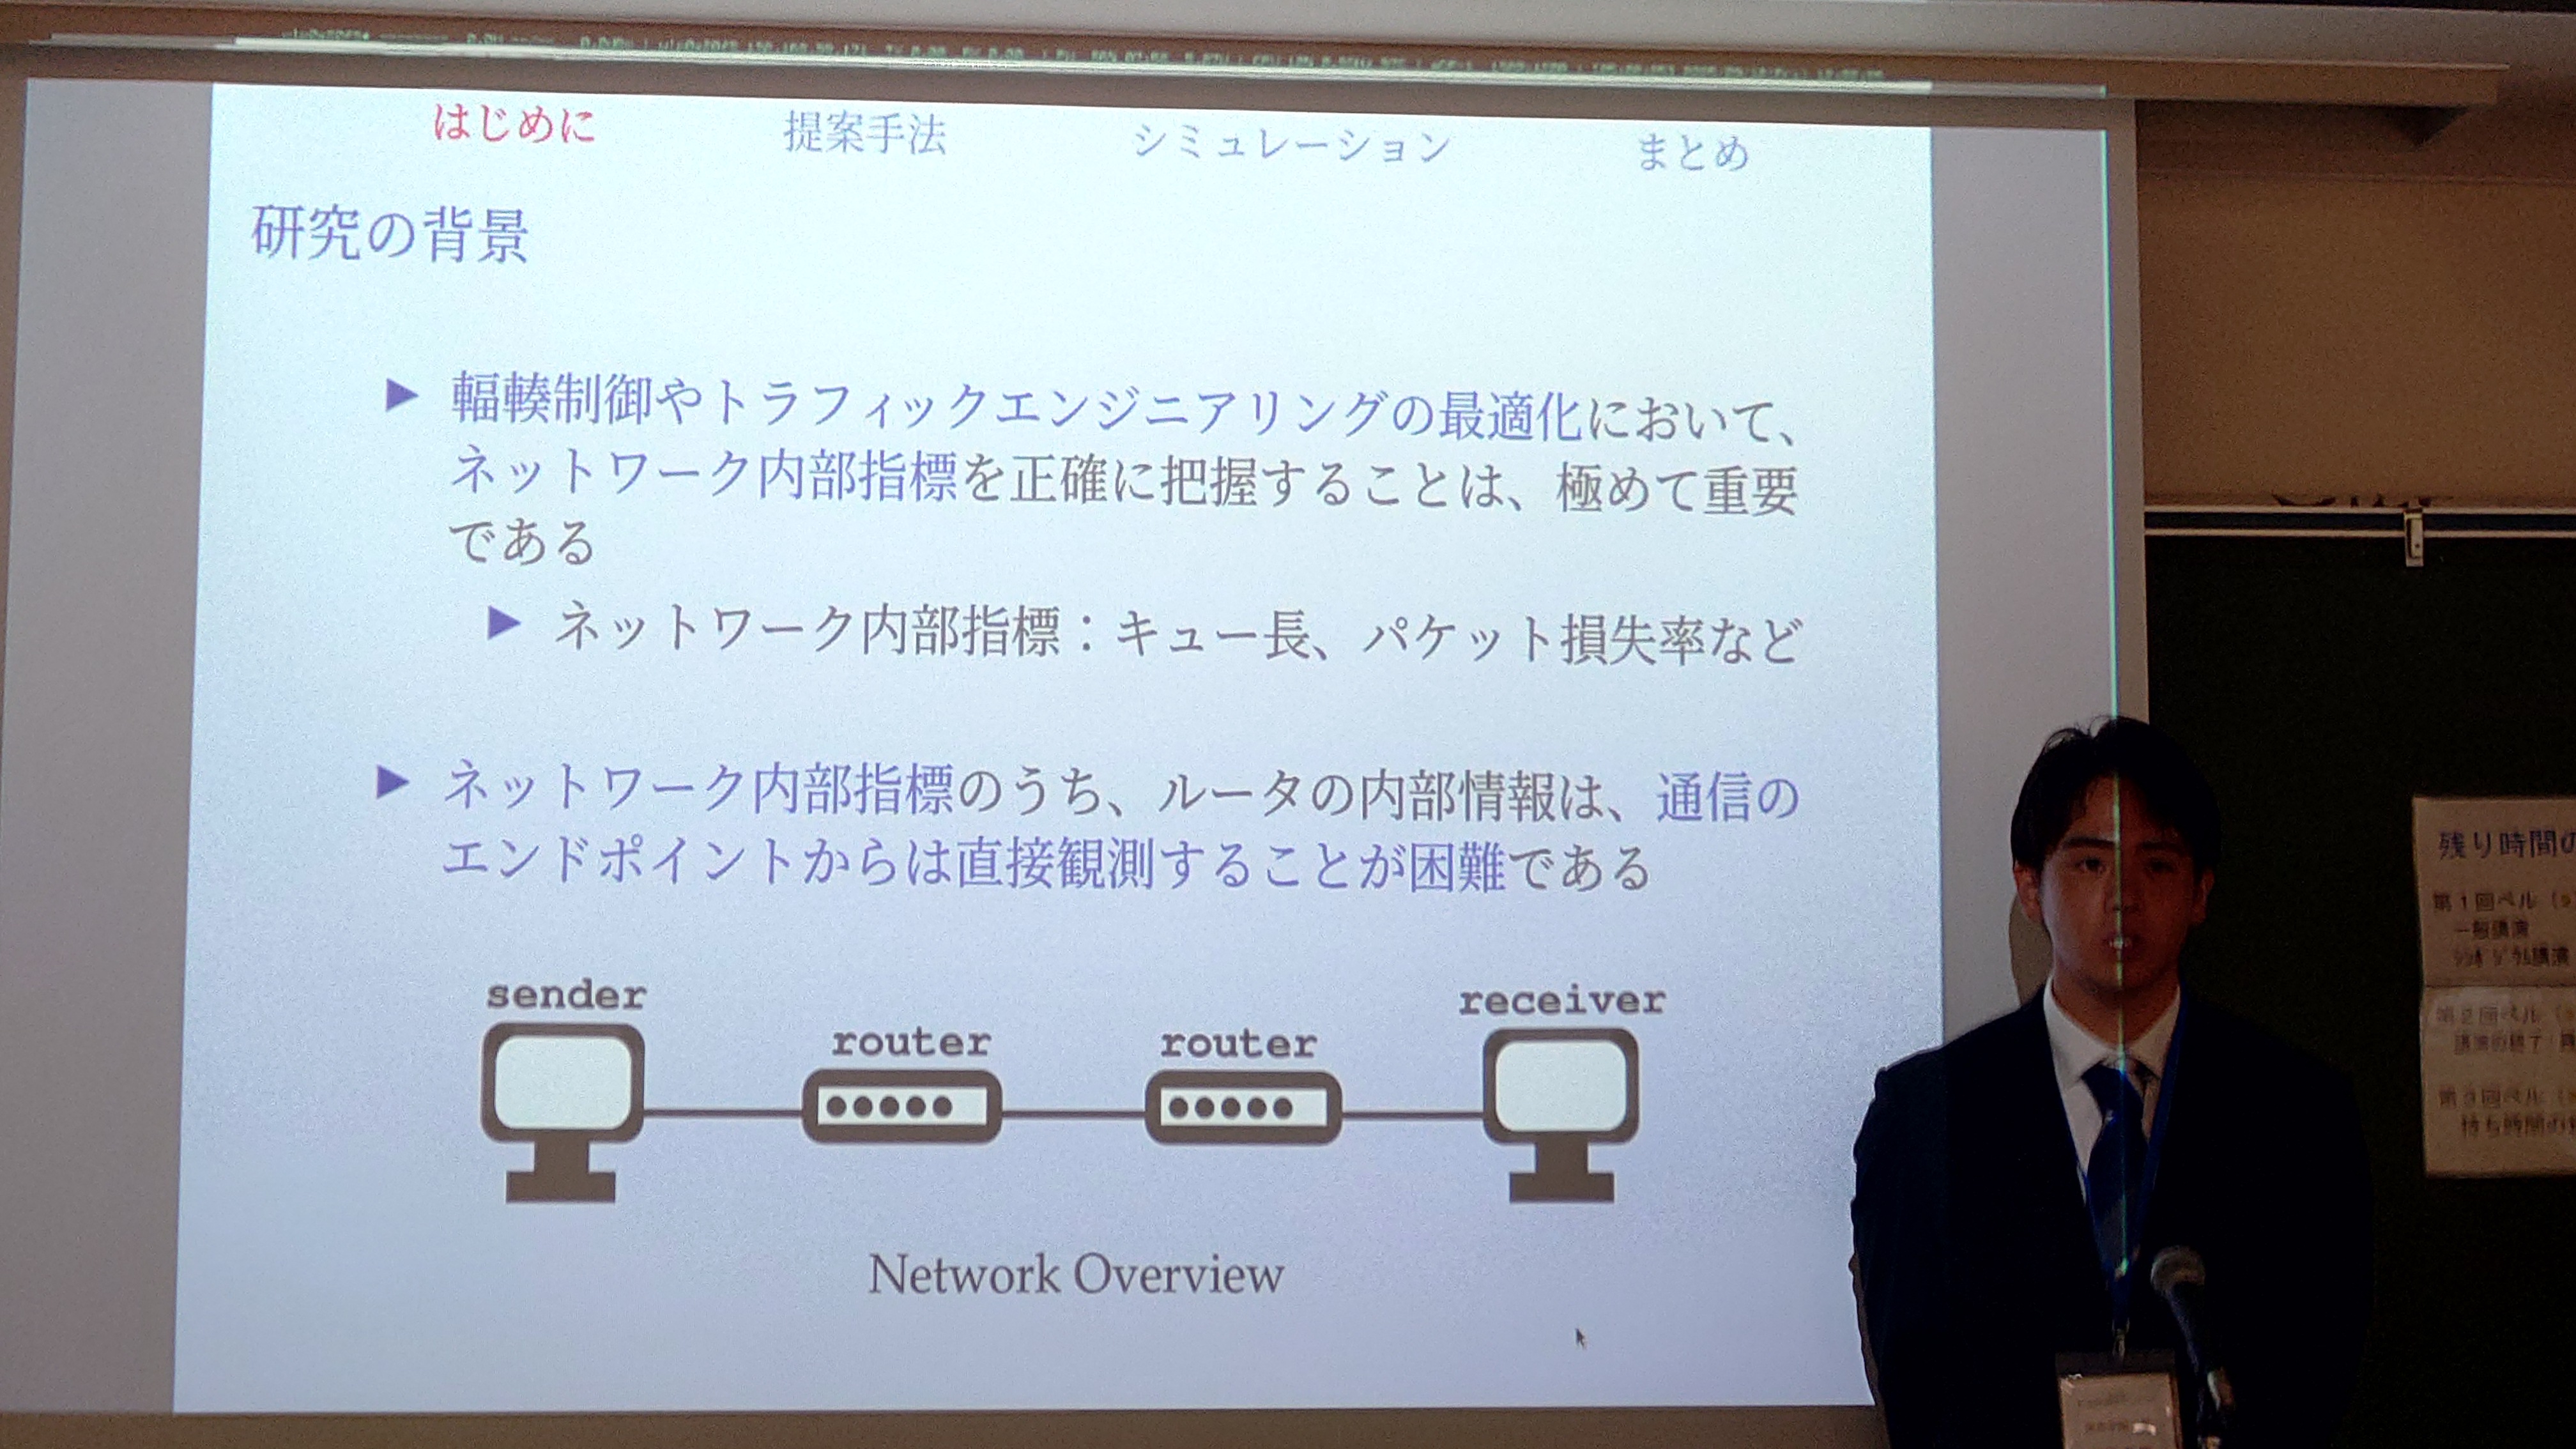 はじめに 提案手法 シミュレーション まとめ
研究の背景
▶ 輻輳制御やトラフィックエンジニアリングの最適化において、
ネットワーク内部指標を正確に把握することは、極めて重要
である
▶ ネットワーク内部指標：キュー長、パケット損失率など
▶ ネットワーク内部指標のうち、ルータの内部情報は、通信の
エンドポイントからは直接観測することが困難である
sender
receiver
router
router
Network Overview
残り時間の
第1回ベル
一般講演
シンポジウム講演
第2回ベル
講演の終了
第3回ベル
持ち時間の